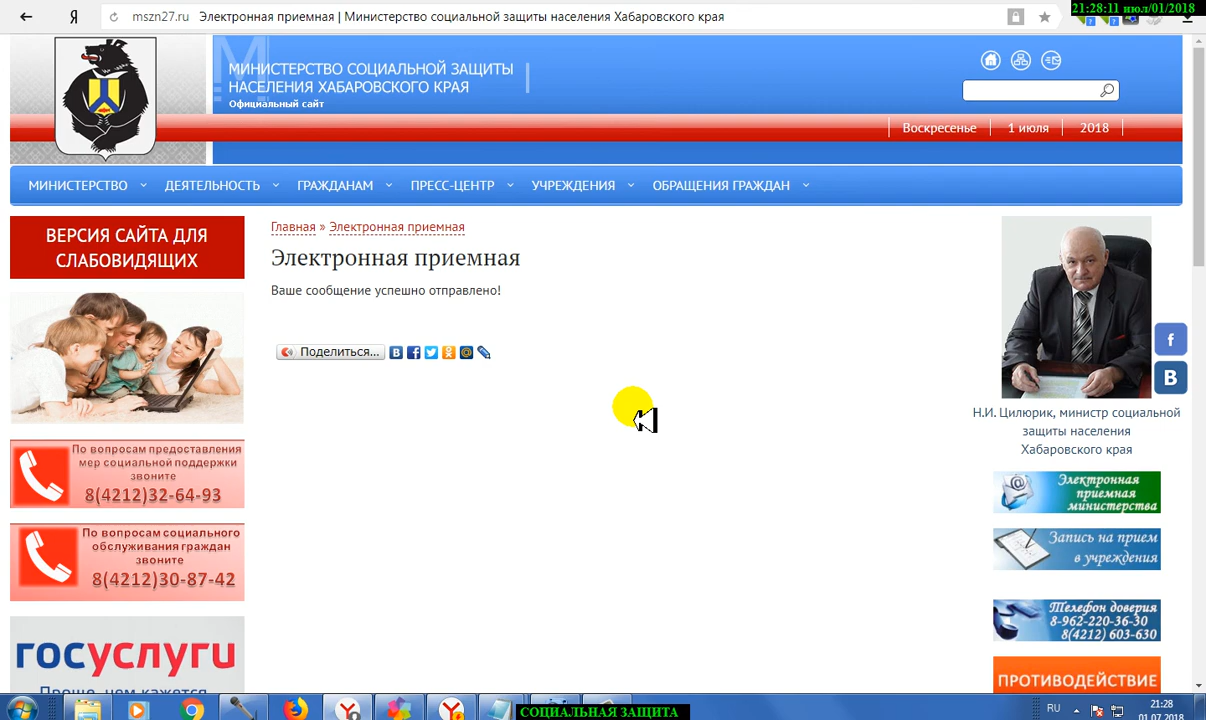 mszn27.ru Электронная приемная | Министерство социальной защиты населения Хабаровского края
21:28:11 июл/01/2018
МИНИСТЕРСТВО СОЦИАЛЬНОЙ ЗАЩИТЫ
НАСЕЛЕНИЯ ХАБАРОВСКОГО КРАЯ
Официальный сайт
Воскресенье 1 июля 2018
МИНИСТЕРСТВО ДЕЯТЕЛЬНОСТЬ ГРАЖДАНАМ ПРЕСС-ЦЕНТР УЧРЕЖДЕНИЯ ОБРАЩЕНИЯ ГРАЖДАН
ВЕРСИЯ САЙТА ДЛЯ
СЛАБОВИДЯЩИХ
По вопросам предоставления
мер социальной поддержки
звоните
8(4212)32-64-93
По вопросам социального
обслуживания граждан
звоните
8(4212)30-87-42
госуслуги
Проще, чем кажется
Главная » Электронная приемная
Электронная приемная
Ваше сообщение успешно отправлено!
Поделиться...
Н.И. Цилюрик, министр социальной
защиты населения
Хабаровского края
Электронная
приемная
министерства
Запись на прием
в учреждения
Телефон доверия
8-962-220-36-30
8(4212) 603-630
ПРОТИВОДЕЙСТВИЕ
СОЦИАЛЬНАЯ ЗАЩИТА
RU
21:28
01.07.2018